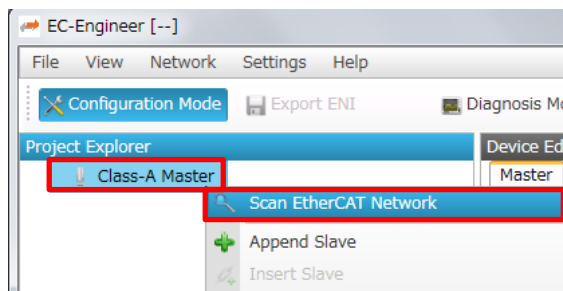 EC-Engineer [--]
File View Network Settings Help
Configuration Mode Export ENI Diagnosis Mo
Project Explorer Device Ed
Class-A Master Master
Scan EtherCAT Network
Append Slave
Insert Slave